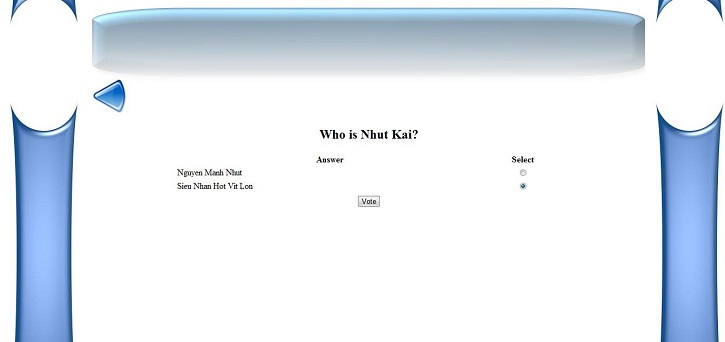 Who is Nhut Kai?
Answer Select
Nguyen Manh Nhut
Sieu Nhan Hot Vit Lon
Vote